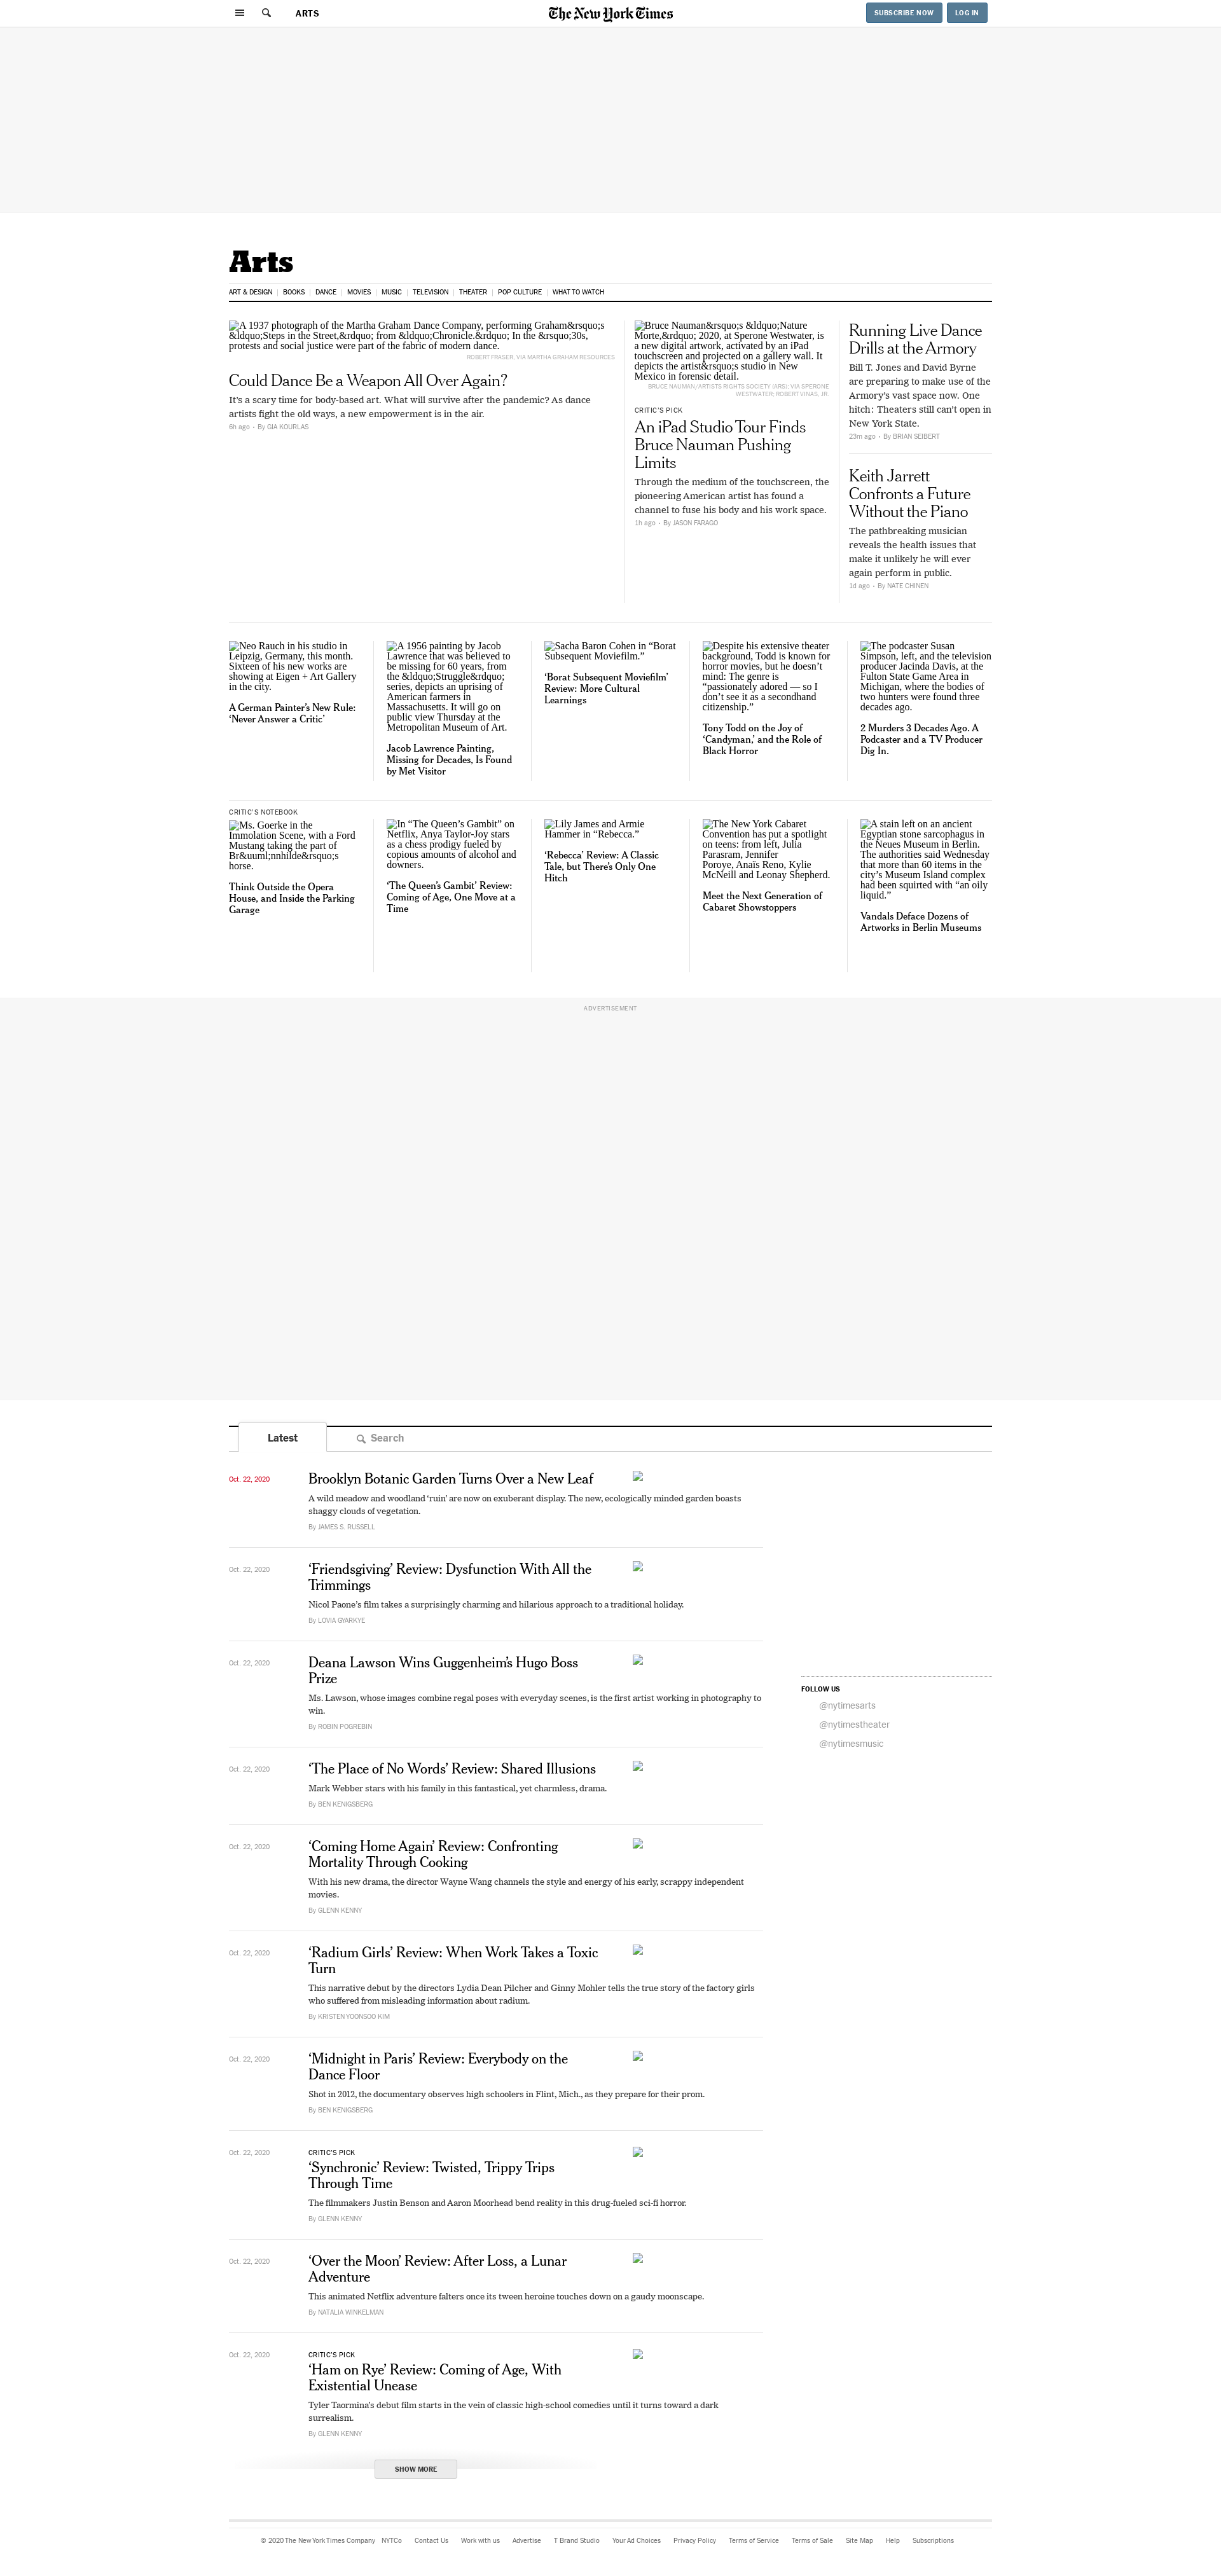 ARTS
The New York Times
SUBSCRIBE NOW
LOG IN
Arts
ART & DESIGN
BOOKS
DANCE
MOVIES
MUSIC
TELEVISION
THEATER
POP CULTURE
WHAT TO WATCH
A 1937 photograph of the Martha Graham Dance Company, performing Graham&rsquo;s
&ldquo;Steps in the Street,&rdquo; from &ldquo;Chronicle.&rdquo; In the &rsquo;30s,
protests and social justice were part of the fabric of modern dance.
ROBERT FRASER, VIA MARTHA GRAHAM RESOURCES
Could Dance Be a Weapon All Over Again?
It’s a scary time for body-based art. What will survive after the pandemic? As dance
artists fight the old ways, a new empowerment is in the air.
6h ago • By GIA KOURLAS
Bruce Nauman&rsquo;s &ldquo;Nature
Morte,&rdquo; 2020, at Sperone Westwater, is
a new digital artwork, activated by an iPad
touchscreen and projected on a gallery wall. It
depicts the artist&rsquo;s studio in New
Mexico in forensic detail.
BRUCE NAUMAN/ARTISTS RIGHTS SOCIETY (ARS); VIA SPERONE
WESTWATER; ROBERT VINAS, JR.
CRITIC’S PICK
An iPad Studio Tour Finds
Bruce Nauman Pushing
Limits
Through the medium of the touchscreen, the
pioneering American artist has found a
channel to fuse his body and his work space.
1h ago • By JASON FARAGO
Running Live Dance
Drills at the Armory
Bill T. Jones and David Byrne
are preparing to make use of the
Armory’s vast space now. One
hitch: Theaters still can’t open in
New York State.
23m ago • By BRIAN SEIBERT
Keith Jarrett
Confronts a Future
Without the Piano
The pathbreaking musician
reveals the health issues that
make it unlikely he will ever
again perform in public.
1d ago • By NATE CHINEN
Neo Rauch in his studio in
Leipzig, Germany, this month.
Sixteen of his new works are
showing at Eigen + Art Gallery
in the city.
A German Painter’s New Rule:
‘Never Answer a Critic’
A 1956 painting by Jacob
Lawrence that was believed to
be missing for 60 years, from
the &ldquo;Struggle&rdquo;
series, depicts an uprising of
American farmers in
Massachusetts. It will go on
public view Thursday at the
Metropolitan Museum of Art.
Jacob Lawrence Painting,
Missing for Decades, Is Found
by Met Visitor
Sacha Baron Cohen in “Borat
Subsequent Moviefilm.”
‘Borat Subsequent Moviefilm’
Review: More Cultural
Learnings
Despite his extensive theater
background, Todd is known for
horror movies, but he doesn’t
mind: The genre is
“passionately adored — so I
don’t see it as a secondhand
citizenship.”
Tony Todd on the Joy of
‘Candyman,’ and the Role of
Black Horror
The podcaster Susan
Simpson, left, and the television
producer Jacinda Davis, at the
Fulton State Game Area in
Michigan, where the bodies of
two hunters were found three
decades ago.
2 Murders 3 Decades Ago. A
Podcaster and a TV Producer
Dig In.
CRITIC’S NOTEBOOK
Ms. Goerke in the
Immolation Scene, with a Ford
Mustang taking the part of
Br&uuml;nnhilde&rsquo;s
horse.
Think Outside the Opera
House, and Inside the Parking
Garage
In “The Queen’s Gambit” on
Netflix, Anya Taylor-Joy stars
as a chess prodigy fueled by
copious amounts of alcohol and
downers.
‘The Queen’s Gambit’ Review:
Coming of Age, One Move at a
Time
Lily James and Armie
Hammer in “Rebecca.”
‘Rebecca’ Review: A Classic
Tale, but There’s Only One
Hitch
The New York Cabaret
Convention has put a spotlight
on teens: from left, Julia
Parasram, Jennifer
Poroye, Anaïs Reno, Kylie
McNeill and Leonay Shepherd.
Meet the Next Generation of
Cabaret Showstoppers
A stain left on an ancient
Egyptian stone sarcophagus in
the Neues Museum in Berlin.
The authorities said Wednesday
that more than 60 items in the
city’s Museum Island complex
had been squirted with “an oily
liquid.”
Vandals Deface Dozens of
Artworks in Berlin Museums
ADVERTISEMENT
Latest
Search
Oct. 22, 2020
Brooklyn Botanic Garden Turns Over a New Leaf
A wild meadow and woodland ‘ruin’ are now on exuberant display. The new, ecologically minded garden boasts
shaggy clouds of vegetation.
By JAMES S. RUSSELL
Oct. 22, 2020
‘Friendsgiving’ Review: Dysfunction With All the
Trimmings
Nicol Paone’s film takes a surprisingly charming and hilarious approach to a traditional holiday.
By LOVIA GYARKYE
Oct. 22, 2020
Deana Lawson Wins Guggenheim’s Hugo Boss
Prize
Ms. Lawson, whose images combine regal poses with everyday scenes, is the first artist working in photography to
win.
By ROBIN POGREBIN
Oct. 22, 2020
‘The Place of No Words’ Review: Shared Illusions
Mark Webber stars with his family in this fantastical, yet charmless, drama.
By BEN KENIGSBERG
Oct. 22, 2020
‘Coming Home Again’ Review: Confronting
Mortality Through Cooking
With his new drama, the director Wayne Wang channels the style and energy of his early, scrappy independent
movies.
By GLENN KENNY
Oct. 22, 2020
‘Radium Girls’ Review: When Work Takes a Toxic
Turn
This narrative debut by the directors Lydia Dean Pilcher and Ginny Mohler tells the true story of the factory girls
who suffered from misleading information about radium.
By KRISTEN YOONSOO KIM
Oct. 22, 2020
‘Midnight in Paris’ Review: Everybody on the
Dance Floor
Shot in 2012, the documentary observes high schoolers in Flint, Mich., as they prepare for their prom.
By BEN KENIGSBERG
Oct. 22, 2020
CRITIC’S PICK
‘Synchronic’ Review: Twisted, Trippy Trips
Through Time
The filmmakers Justin Benson and Aaron Moorhead bend reality in this drug-fueled sci-fi horror.
By GLENN KENNY
Oct. 22, 2020
‘Over the Moon’ Review: After Loss, a Lunar
Adventure
This animated Netflix adventure falters once its tween heroine touches down on a gaudy moonscape.
By NATALIA WINKELMAN
Oct. 22, 2020
CRITIC’S PICK
‘Ham on Rye’ Review: Coming of Age, With
Existential Unease
Tyler Taormina’s debut film starts in the vein of classic high-school comedies until it turns toward a dark
surrealism.
By GLENN KENNY
SHOW MORE
FOLLOW US
@nytimesarts
@nytimestheater
@nytimesmusic
© 2020 The New York Times Company
NYTCo
Contact Us
Work with us
Advertise
T Brand Studio
Your Ad Choices
Privacy Policy
Terms of Service
Terms of Sale
Site Map
Help
Subscriptions